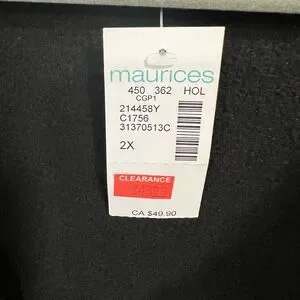 maurices
450 362 HOL
CGP1
214458Y
C1756
31370513C
2X
CLEARANCE
CA $49.90